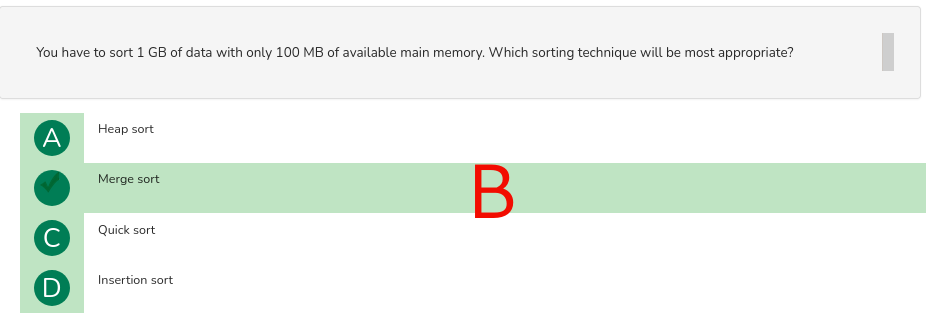 You have to sort 1 GB of data with only 100 MB of available main memory. Which sorting technique will be most appropriate?
A Heap sort
Merge sort
B
C Quick sort
D Insertion sort